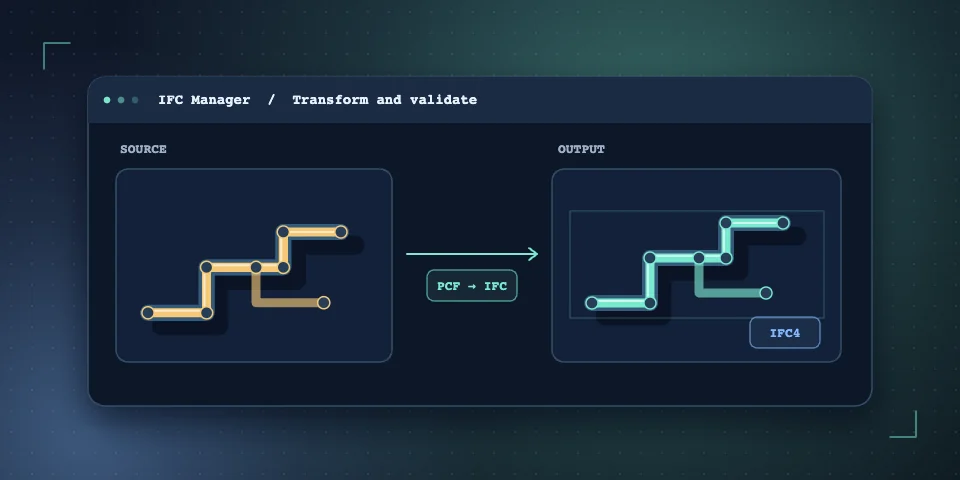 IFC Manager / Transform and validate
SOURCE
OUTPUT
PCF → IFC
IFC4